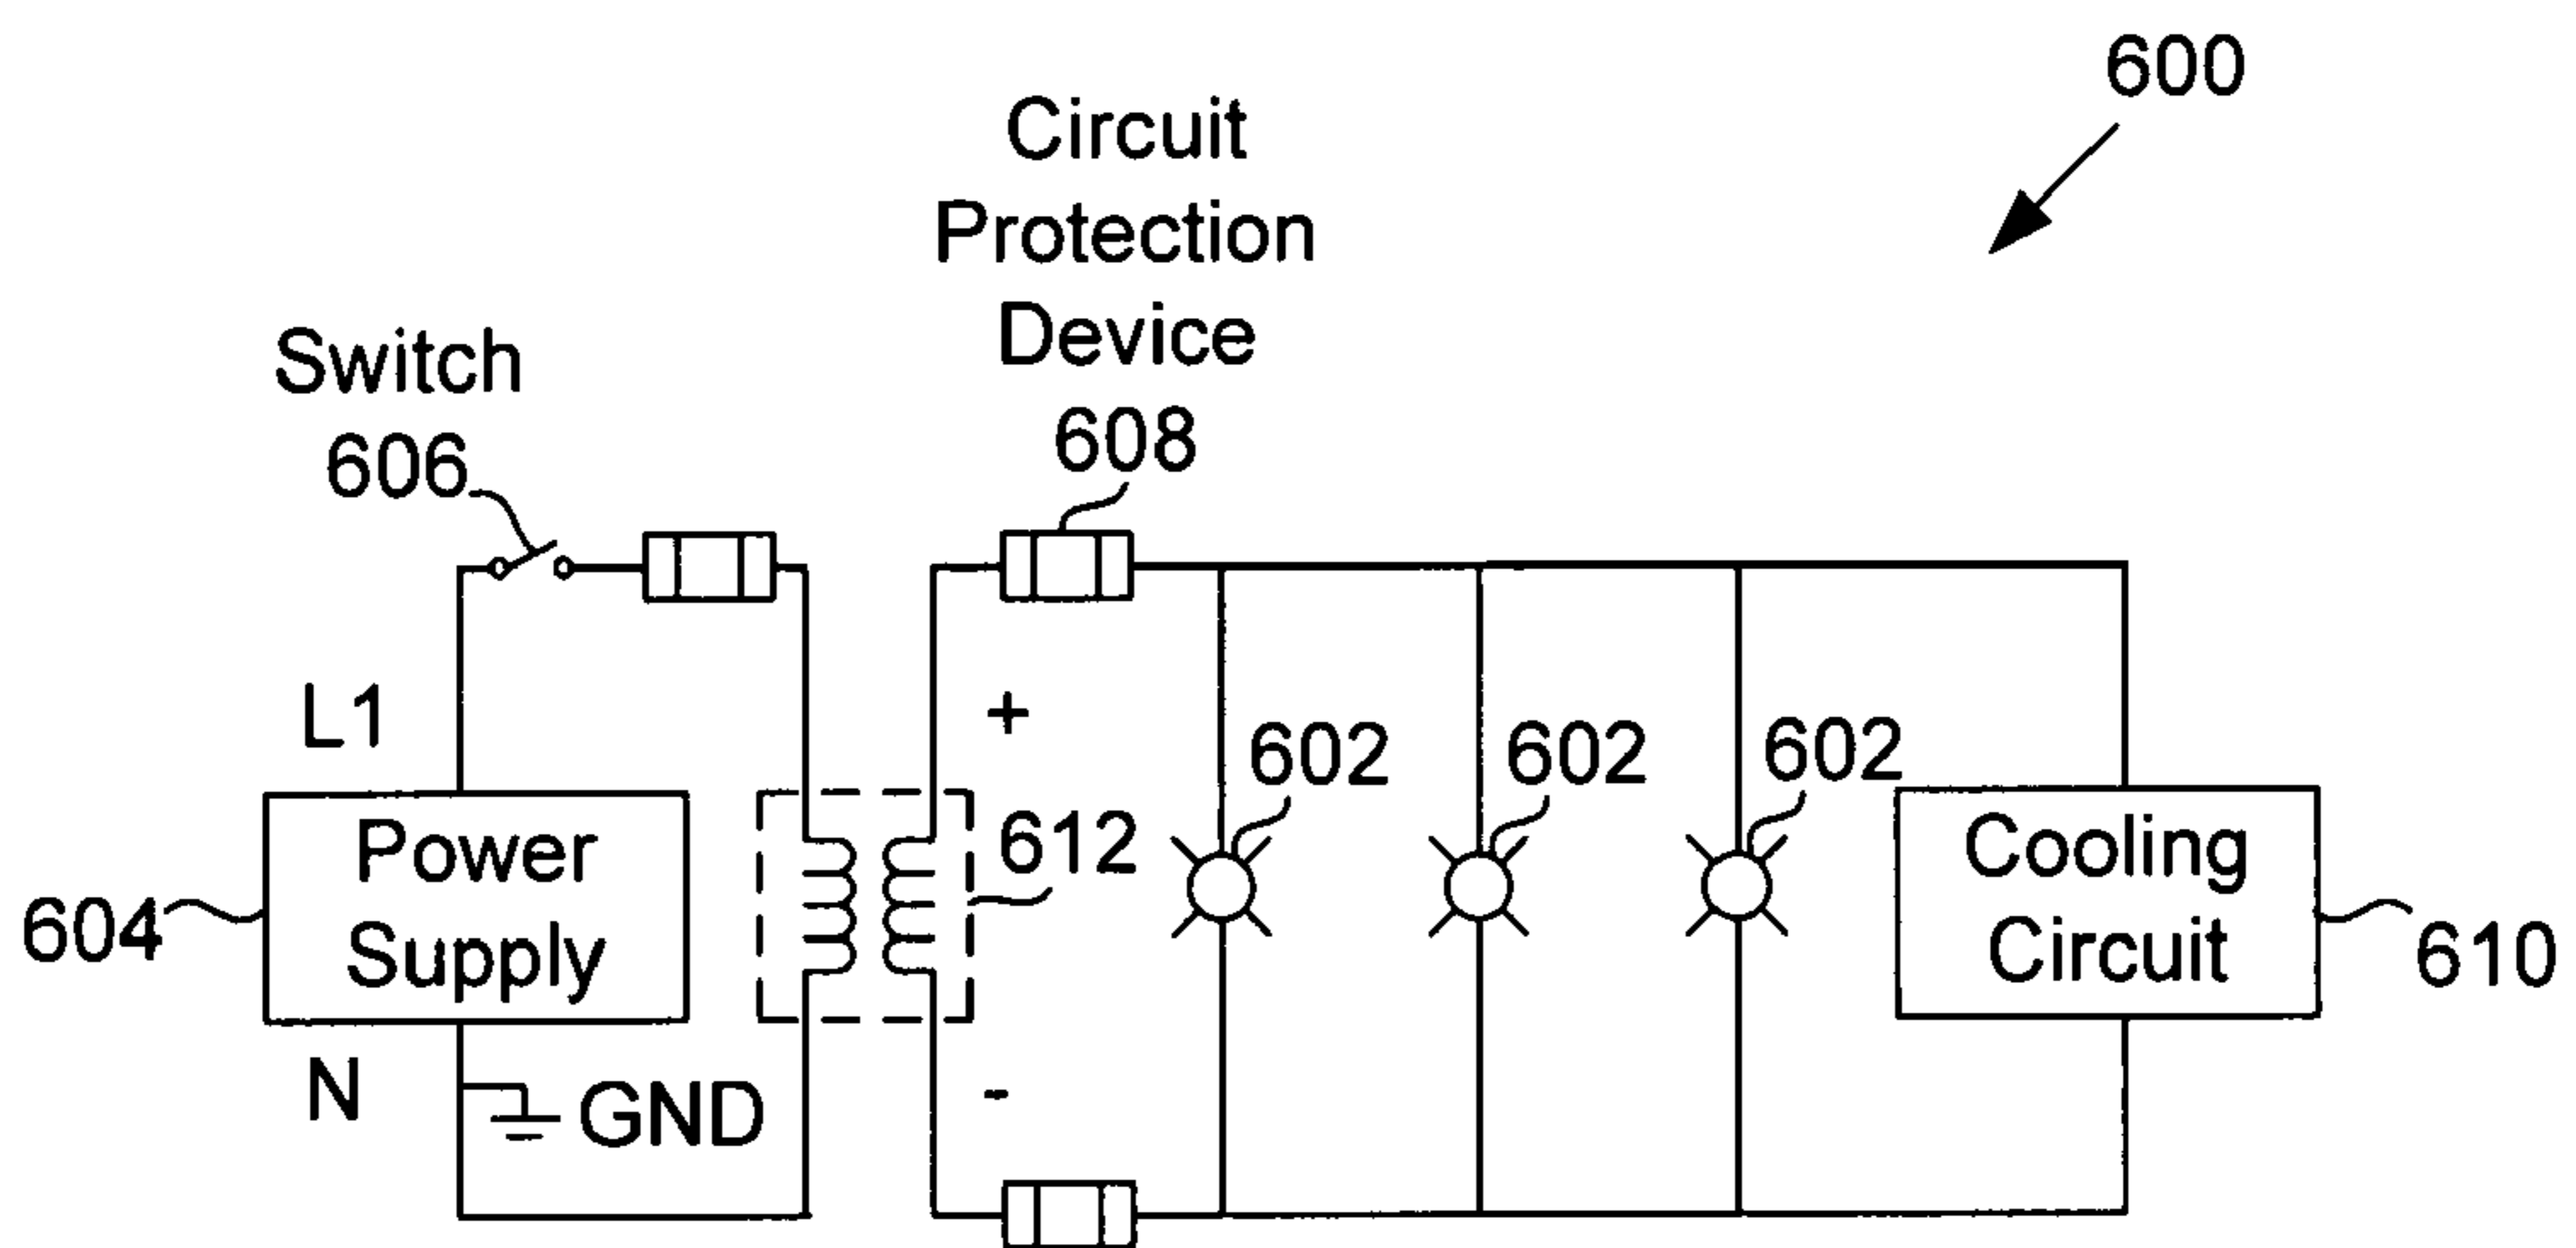 600
Circuit
Protection
Device
608
Switch
606
L1
+
602
602
602
612
Power
Supply
604
Cooling
Circuit
610
N
GND
-